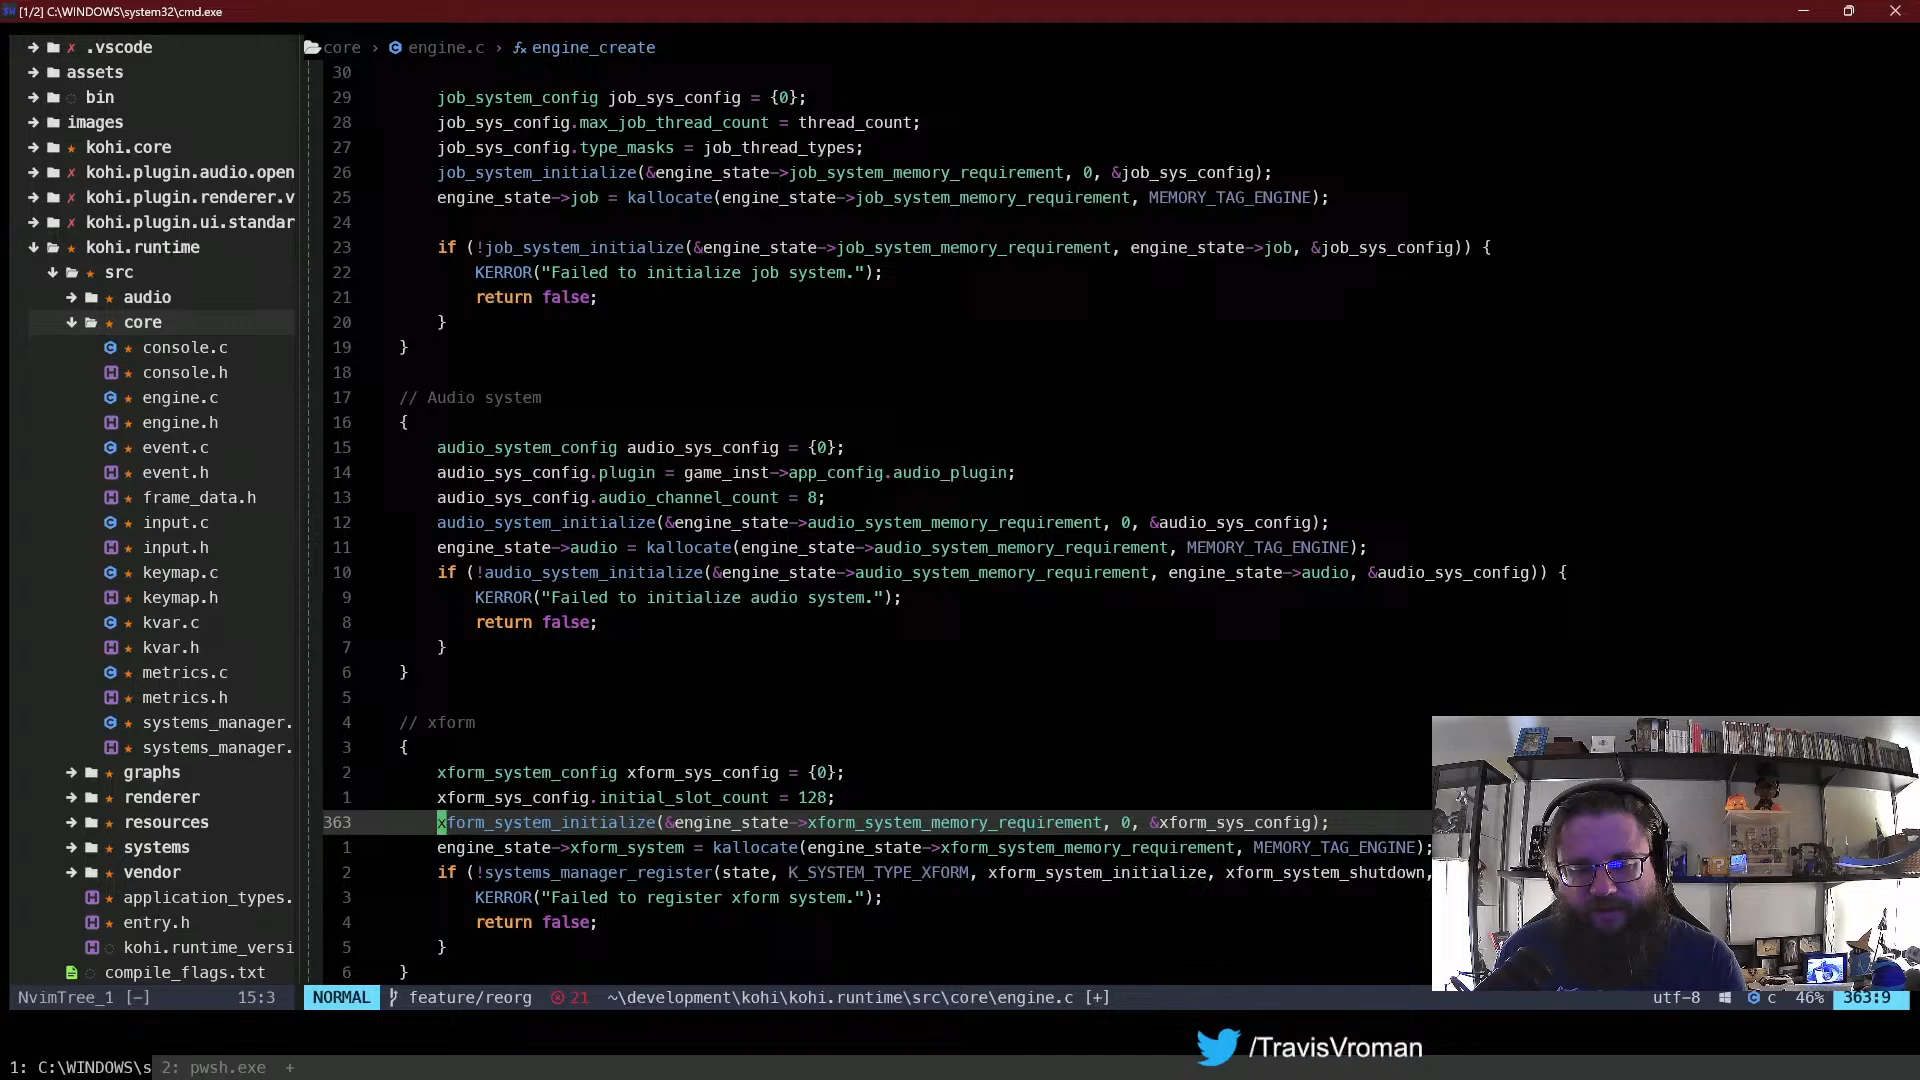 [1/2] C:\WINDOWS\system32\cmd.exe
.vscode
assets
bin
images
kohi.core
kohi.plugin.audio.open
kohi.plugin.renderer.v
kohi.plugin.ui.standar
kohi.runtime
src
audio
core
console.c
console.h
engine.c
engine.h
event.c
event.h
frame_data.h
input.c
input.h
keymap.c
keymap.h
kvar.c
kvar.h
metrics.c
metrics.h
systems_manager.
systems_manager.
graphs
renderer
resources
systems
vendor
application_types.
entry.h
kohi.runtime_versi
compile_flags.txt
NvimTree_1 [-] 15:3
core > engine.c > engine_create
30
29 job_system_config job_sys_config = {0};
28 job_sys_config.max_job_thread_count = thread_count;
27 job_sys_config.type_masks = job_thread_types;
26 job_system_initialize(&engine_state->job_system_memory_requirement, 0, &job_sys_config);
25 engine_state->job = kallocate(engine_state->job_system_memory_requirement, MEMORY_TAG_ENGINE);
24
23 if (!job_system_initialize(&engine_state->job_system_memory_requirement, engine_state->job, &job_sys_config)) {
22 KERROR("Failed to initialize job system.");
21 return false;
20 }
19 }
18
17 // Audio system
16 {
15 audio_system_config audio_sys_config = {0};
14 audio_sys_config.plugin = game_inst->app_config.audio_plugin;
13 audio_sys_config.audio_channel_count = 8;
12 audio_system_initialize(&engine_state->audio_system_memory_requirement, 0, &audio_sys_config);
11 engine_state->audio = kallocate(engine_state->audio_system_memory_requirement, MEMORY_TAG_ENGINE);
10 if (!audio_system_initialize(&engine_state->audio_system_memory_requirement, engine_state->audio, &audio_sys_config)) {
9 KERROR("Failed to initialize audio system.");
8 return false;
7 }
6 }
5
4 // xform
3 {
2 xform_system_config xform_sys_config = {0};
1 xform_sys_config.initial_slot_count = 128;
363 xform_system_initialize(&engine_state->xform_system_memory_requirement, 0, &xform_sys_config);
1 engine_state->xform_system = kallocate(engine_state->xform_system_memory_requirement, MEMORY_TAG_ENGINE);
2 if (!systems_manager_register(state, K_SYSTEM_TYPE_XFORM, xform_system_initialize, xform_system_shutdown,
3 KERROR("Failed to register xform system.");
4 return false;
5 }
6 }
NORMAL feature/reorg 21 ~\development\kohi\kohi.runtime\src\core\engine.c [+] utf-8 c 46% 363:9
/TravisVroman
1: C:\WINDOWS\s 2: pwsh.exe +